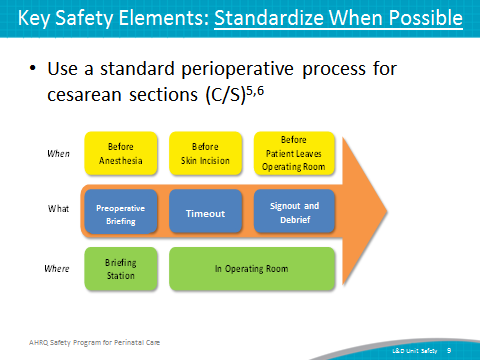 Key Safety Elements: Standardize When Possible
• Use a standard perioperative process for
cesarean sections (C/S)5,6
When
Before
Anesthesia
Before
Skin Incision
Before
Patient Leaves
Operating Room
What
Preoperative
Briefing
Timeout
Signout and
Debrief
Where
Briefing
Station
In Operating Room
AHRQ Safety Program for Perinatal Care
L&D Unit Safety 9